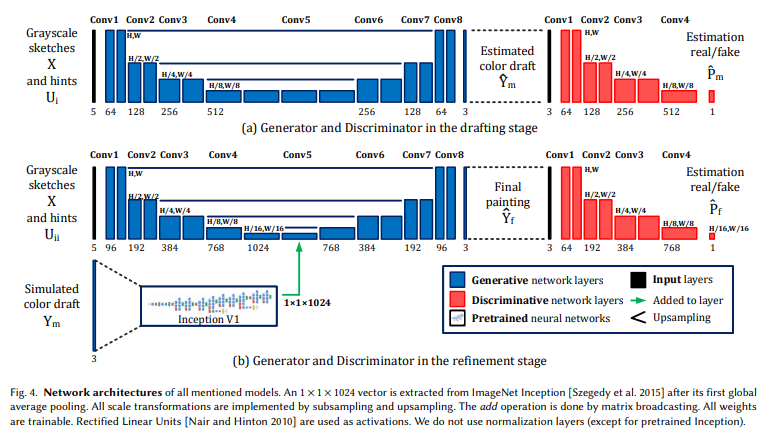 Conv1 Conv2 Conv3 Conv4 Conv5 Conv6 Conv7 Conv8 Conv1 Conv2 Conv3 Conv4
Grayscale
sketches
X
and hints
Uᵢ
H,W
H/2,W/2
H/4,W/4
H/8,W/8
5 64 128 256 512 256 128 64 3
Estimated
color draft
Ŷₘ
H,W
H/2,W/2
H/4,W/4
H/8,W/8
3 64 128 256 512 1
Estimation
real/fake
P̂ₘ
(a) Generator and Discriminator in the drafting stage
Conv1 Conv2 Conv3 Conv4 Conv5 Conv6 Conv7 Conv8 Conv1 Conv2 Conv3 Conv4
Grayscale
sketches
X
and hints
Uᵢᵢ
H,W
H/2,W/2
H/4,W/4
H/8,W/8
H/16,W/16
5 96 192 384 768 1024 768 384 192 96 3
Final
painting
Ŷf
H,W
H/2,W/2
H/4,W/4
H/8,W/8
H/16,W/16
3 64 192 384 768 1
Estimation
real/fake
P̂f
Simulated
color draft
Yₘ
3
Inception V1
1×1×1024
Generative network layers
Discriminative network layers
Pretrained neural networks
Input layers
Added to layer
Upsampling
(b) Generator and Discriminator in the refinement stage
Fig. 4. Network architectures of all mentioned models. An 1 × 1 × 1024 vector is extracted from ImageNet Inception [Szegedy et al. 2015] after its first global
average pooling. All scale transformations are implemented by subsampling and upsampling. The add operation is done by matrix broadcasting. All weights
are trainable. Rectified Linear Units [Nair and Hinton 2010] are used as activations. We do not use normalization layers (except for pretrained Inception).